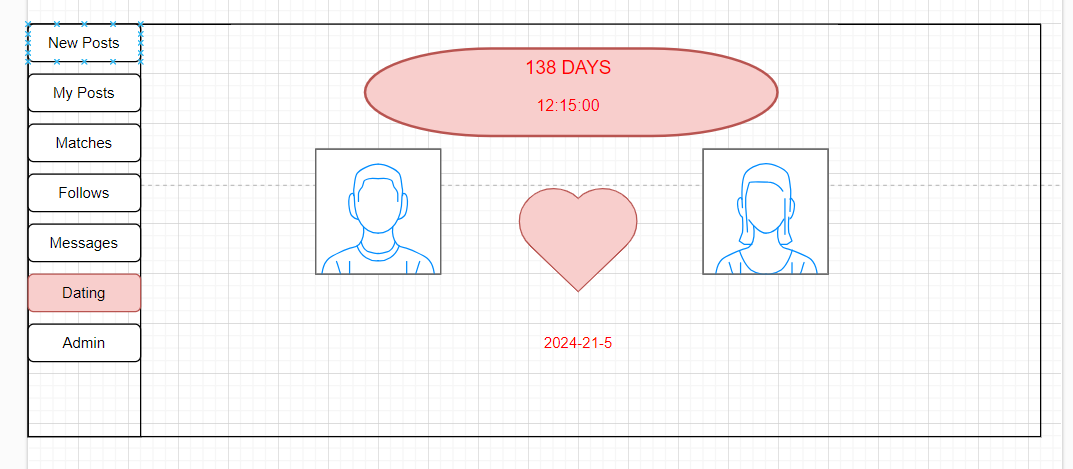 New Posts
My Posts
Matches
Follows
Messages
Dating
Admin
138 DAYS
12:15:00
2024-21-5